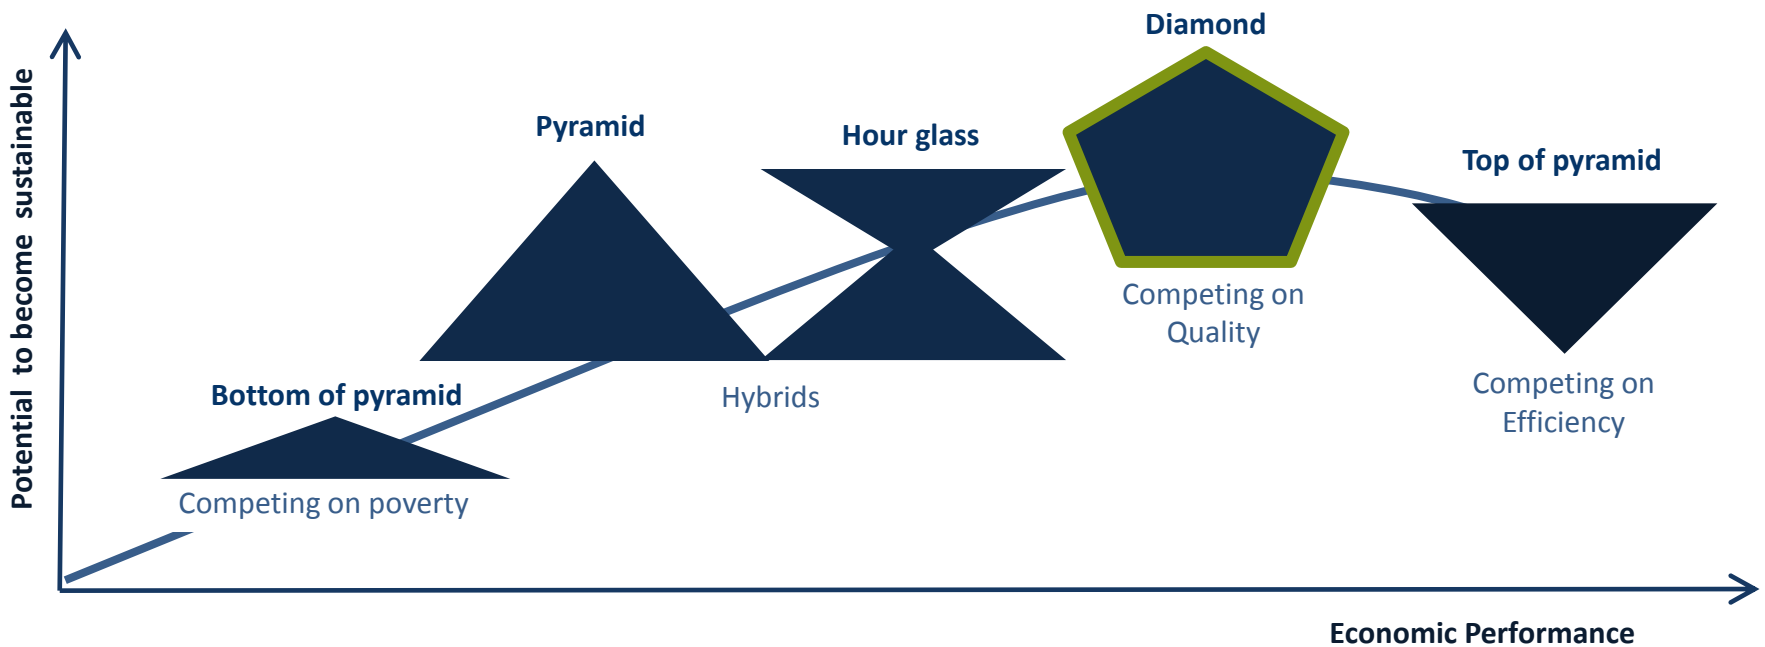 Diamond
Pyramid
Hour glass
Top of pyramid
Potential to become sustainable
Competing on
Quality
Competing on
Efficiency
Bottom of pyramid
Hybrids
Competing on poverty
Economic Performance